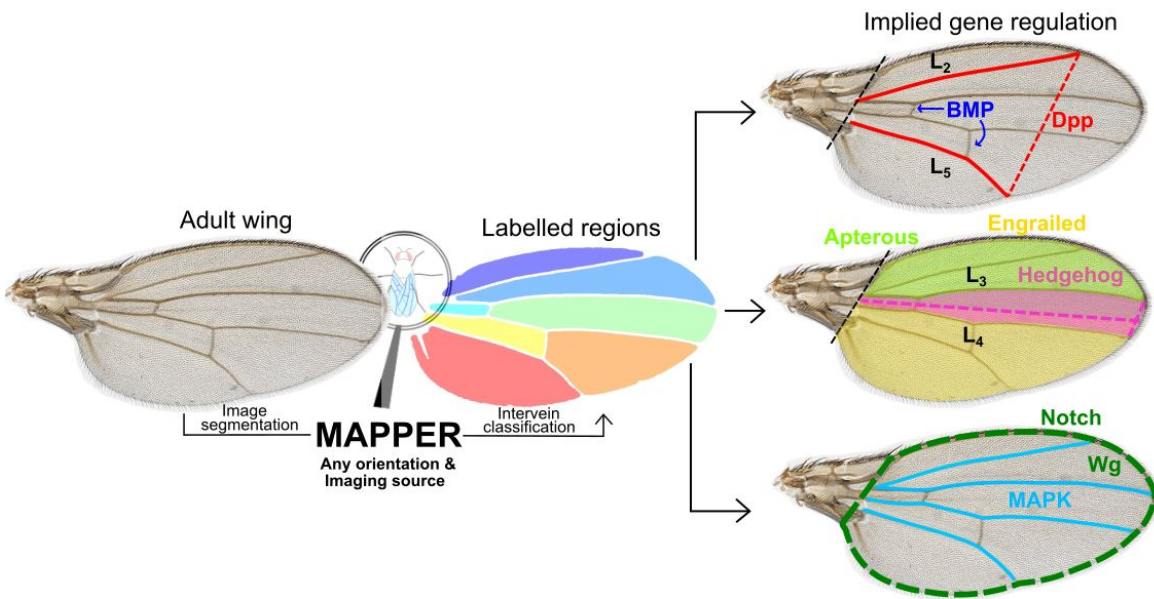 Implied gene regulation
L2
BMP
Dpp
L5
Adult wing
Labelled regions
Apterous
Engrailed
L3
Hedgehog
L4
Image
segmentation
MAPPER
Intervein
classification
Any orientation &
Imaging source
Notch
Wg
MAPK